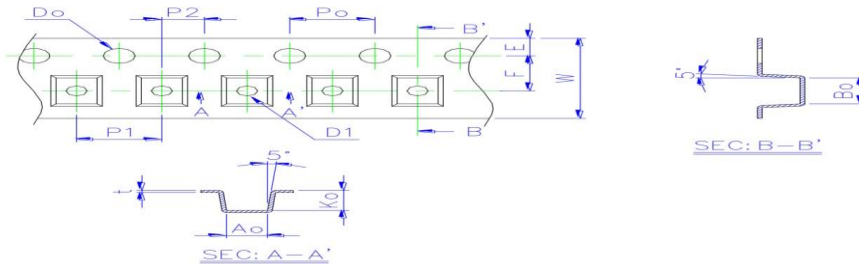 Do
P2
Po
B'
E
F
W
A
A'
P1
D1
B
5°
Bo
SEC: B-B'
5°
t
Ko
Ao
SEC: A-A'